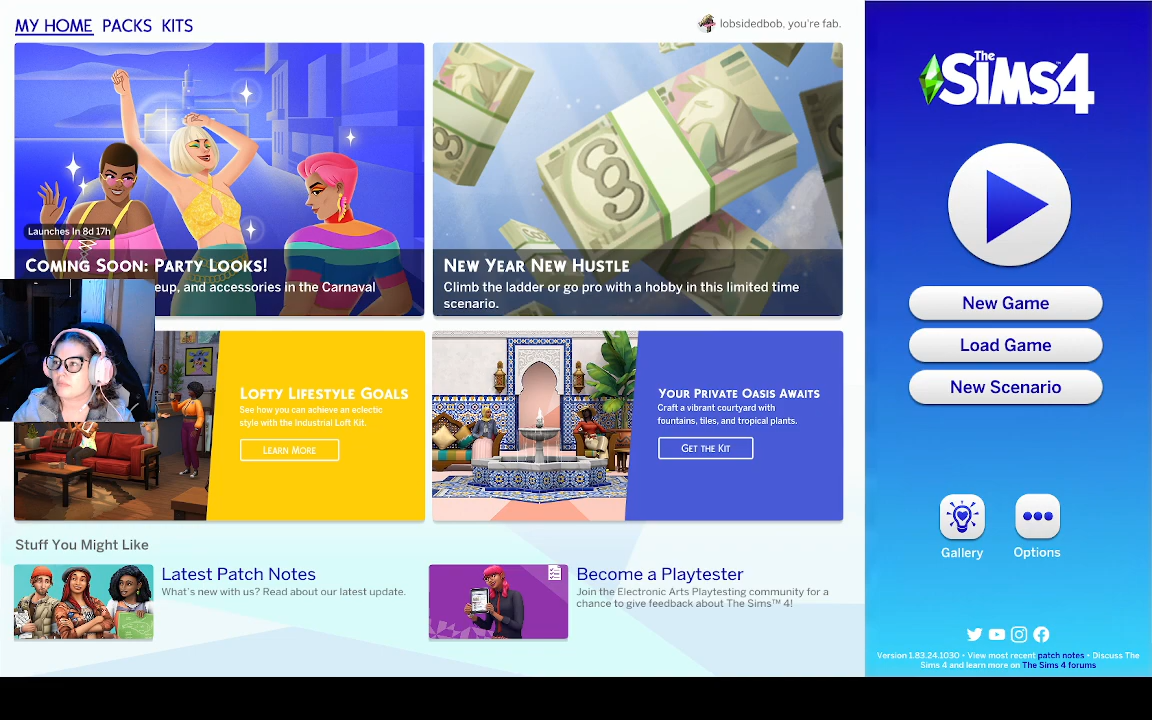 MY HOME PACKS KITS
lobsidedbob, you're fab.
Launches In 8d 17h
COMING SOON: PARTY LOOKS!
eup, and accessories in the Carnaval
NEW YEAR NEW HUSTLE
Climb the ladder or go pro with a hobby in this limited time
scenario.
LOFTY LIFESTYLE GOALS
See how you can achieve an eclectic
style with the Industrial Loft Kit.
LEARN MORE
YOUR PRIVATE OASIS AWAITS
Craft a vibrant courtyard with
fountains, tiles, and tropical plants.
GET THE KIT
Stuff You Might Like
Latest Patch Notes
What's new with us? Read about our latest update.
Become a Playtester
Join the Electronic Arts Playtesting community for a
chance to give feedback about The Sims™ 4!
The SIMS 4™
New Game
Load Game
New Scenario
Gallery
Options
Version 1.83.24.1030 • View most recent patch notes • Discuss The
Sims 4 and learn more on The Sims 4 forums